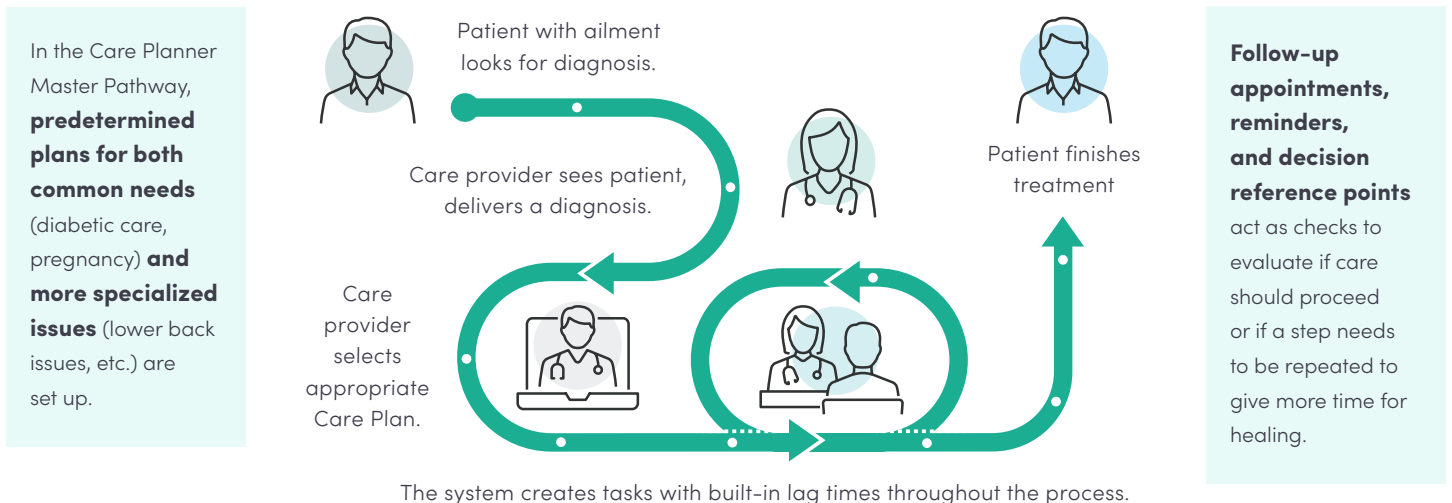 In the Care Planner
Master Pathway,
predetermined
plans for both
common needs
(diabetic care,
pregnancy) and
more specialized
issues (lower back
issues, etc.) are
set up.
Patient with ailment
looks for diagnosis.
Care provider sees patient,
delivers a diagnosis.
Care
provider
selects
appropriate
Care Plan.
Patient finishes
treatment
The system creates tasks with built-in lag times throughout the process.
Follow-up
appointments,
reminders,
and decision
reference points
act as checks to
evaluate if care
should proceed
or if a step needs
to be repeated to
give more time for
healing.